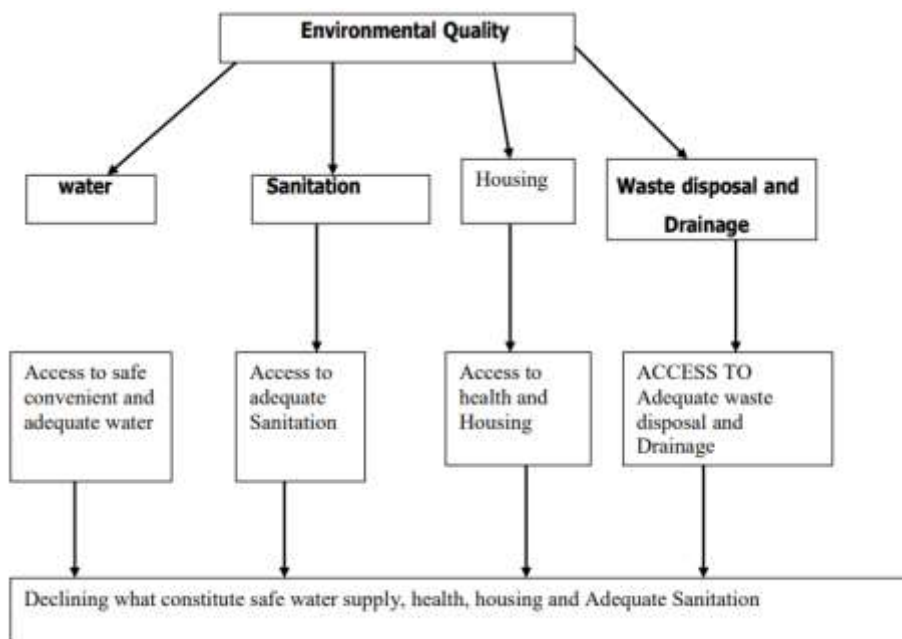 Environmental Quality
water
Sanitation
Housing
Waste disposal and
Drainage
Access to safe
convenient and
adequate water
Access to
adequate
Sanitation
Access to
health and
Housing
ACCESS TO
Adequate waste
disposal and
Drainage
Declining what constitute safe water supply, health, housing and Adequate Sanitation